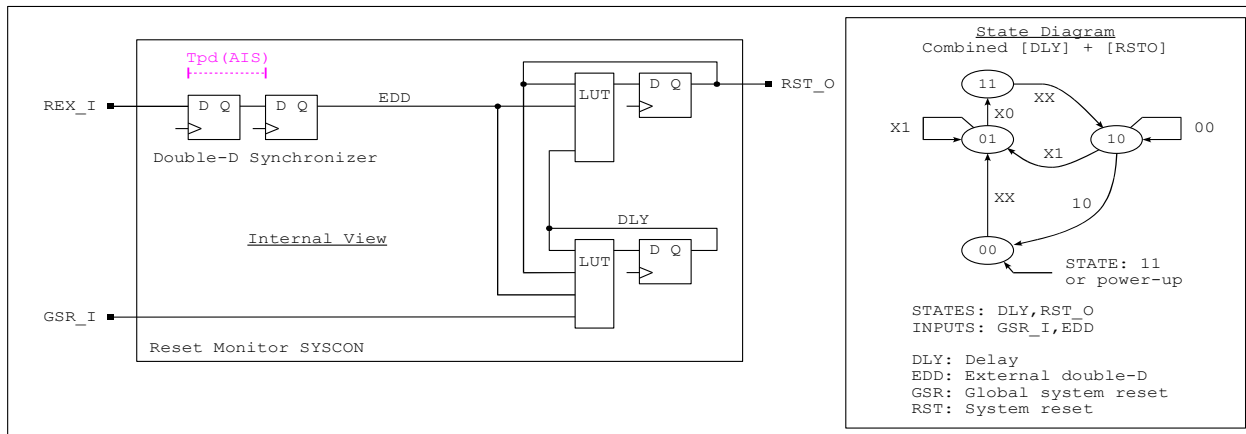 Tpd(AIS)
REX_I
D Q
D Q
EDD
LUT
D Q
RST_O
Double-D Synchronizer
Internal View
DLY
LUT
D Q
GSR_I
Reset Monitor SYSCON
State Diagram
Combined [DLY] + [RSTO]
11
XX
X0
X1
01
10
00
X1
XX
10
00
STATE: 11
or power-up
STATES: DLY,RST_O
INPUTS: GSR_I,EDD
DLY: Delay
EDD: External double-D
GSR: Global system reset
RST: System reset